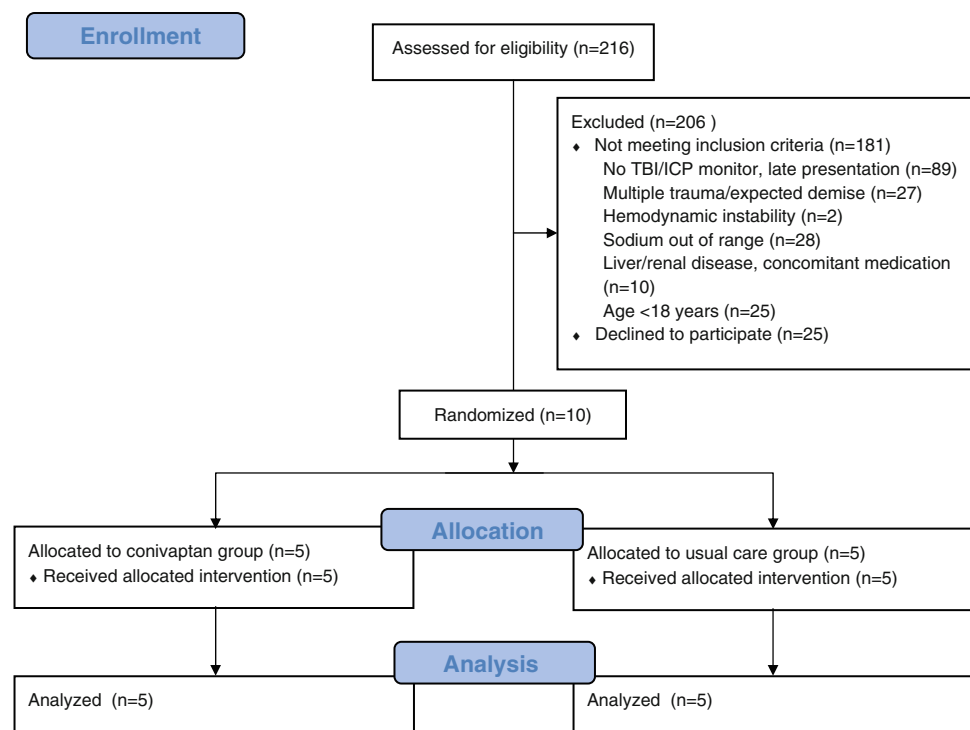 Enrollment
Assessed for eligibility (n=216)
Excluded (n=206 )
♦ Not meeting inclusion criteria (n=181)
No TBI/ICP monitor, late presentation (n=89)
Multiple trauma/expected demise (n=27)
Hemodynamic instability (n=2)
Sodium out of range (n=28)
Liver/renal disease, concomitant medication
(n=10)
Age <18 years (n=25)
♦ Declined to participate (n=25)
Randomized (n=10)
Allocation
Allocated to conivaptan group (n=5)
♦ Received allocated intervention (n=5)
Allocated to usual care group (n=5)
♦ Received allocated intervention (n=5)
Analysis
Analyzed (n=5)
Analyzed (n=5)